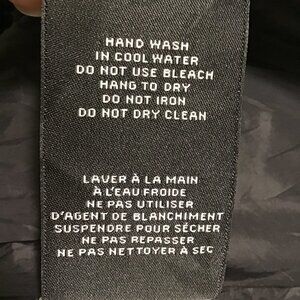 HAND WASH
IN COOL WATER
DO NOT USE BLEACH
HANG TO DRY
DO NOT IRON
DO NOT DRY CLEAN
LAVER À LA MAIN
À L'EAU FROIDE
NE PAS UTILISER
D'AGENT DE BLANCHIMENT
SUSPENDRE POUR SÉCHER
NE PAS REPASSER
NE PAS NETTOYER À SEC